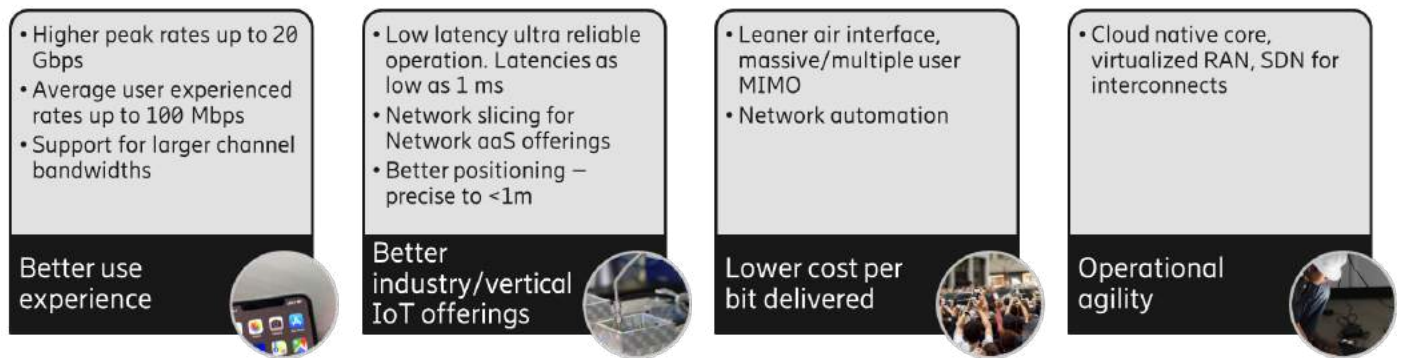 • Higher peak rates up to 20
Gbps
• Average user experienced
rates up to 100 Mbps
• Support for larger channel
bandwidths
Better use
experience
• Low latency ultra reliable
operation. Latencies as
low as 1 ms
• Network slicing for
Network aaS offerings
• Better positioning –
precise to <1m
Better
industry/vertical
IoT offerings
• Leaner air interface,
massive/multiple user
MIMO
• Network automation
Lower cost per
bit delivered
• Cloud native core,
virtualized RAN, SDN for
interconnects
Operational
agility